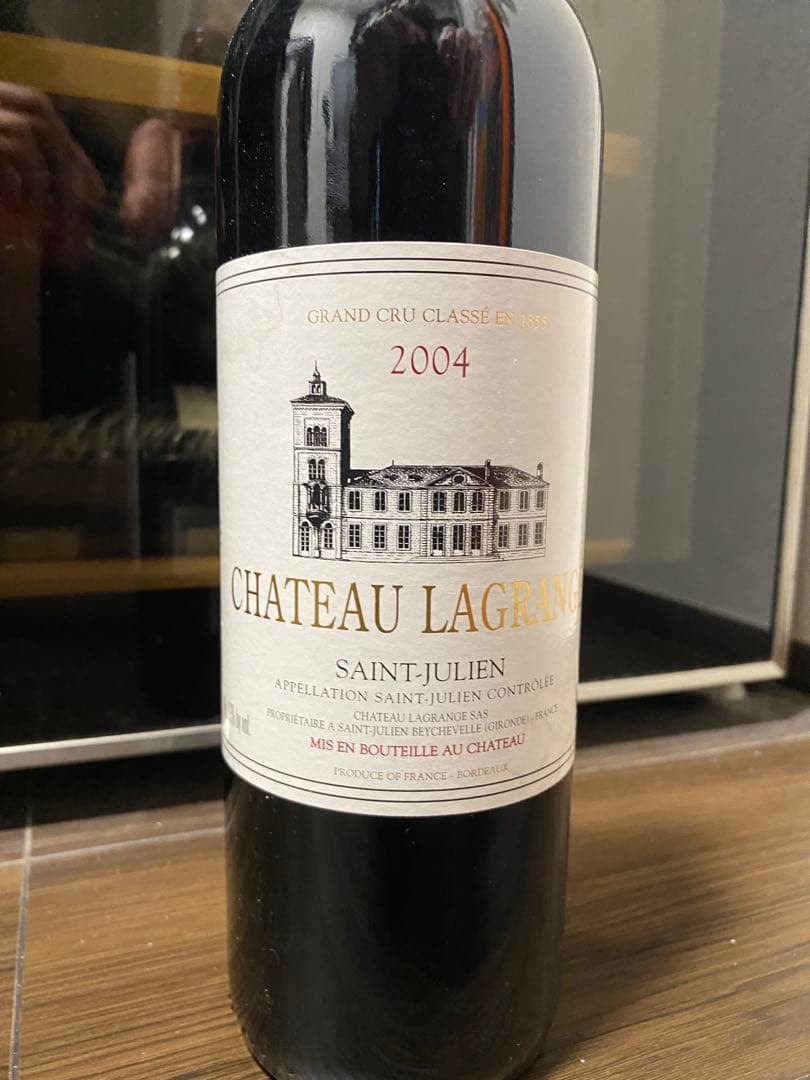 GRAND CRU CLASSÉ EN 1855
2004
CHATEAU LAGRANGE
SAINT-JULIEN
APPELLATION SAINT-JULIEN CONTRÔLÉE
CHATEAU LAGRANGE SAS
PROPRIÉTAIRE A SAINT-JULIEN BEYCHEVELLE (GIRONDE) - FRANCE
MIS EN BOUTEILLE AU CHATEAU
PRODUCE OF FRANCE - BORDEAUX